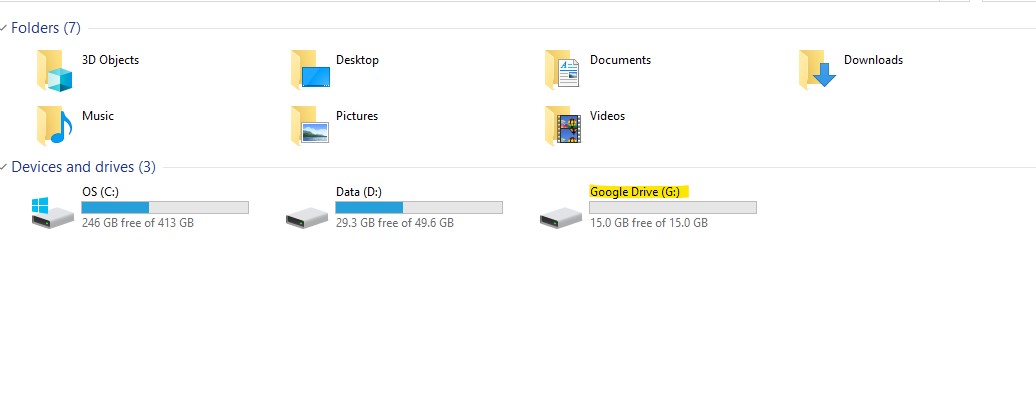 Folders (7)
3D Objects
Desktop
Documents
Downloads
Music
Pictures
Videos
Devices and drives (3)
OS (C:)
Data (D:)
Google Drive (G:)
246 GB free of 413 GB
29.3 GB free of 49.6 GB
15.0 GB free of 15.0 GB